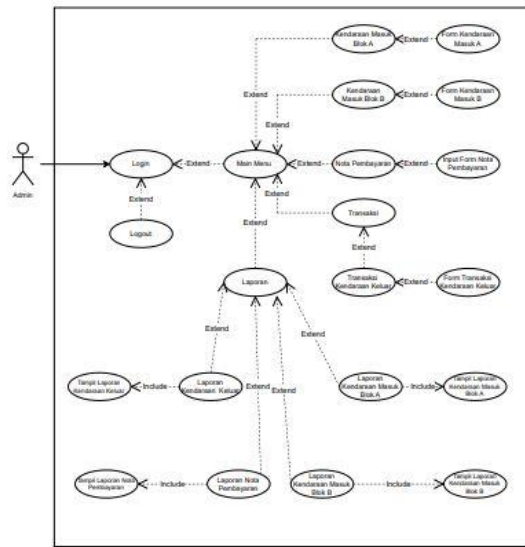 Kendaraan Masuk
Blok A
Extend
Form Kendaraan
Masuk A
Extend
Kendaraan
Masuk Blok B
Extend
Form Kendaraan
Masuk B
Extend
Admin
Login
Extend
Main Menu
Extend
Nota Pembayaran
Extend
Input Form Nota
Pembayaran
Extend
Logout
Extend
Transaksi
Extend
Extend
Laporan
Transaksi
Kendaraan Keluar
Extend
Form Transaksi
Kendaraan Keluar
Extend
Extend
Tampil Laporan
Kendaraan Keluar
Include
Laporan
Kendaraan Keluar
Extend
Extend
Laporan
Kendaraan Masuk
Blok A
Include
Tampil Laporan
Kendaraan Masuk
Blok A
Tampil Laporan Nota
Pembayaran
Include
Laporan Nota
Pembayaran
Laporan
Kendaraan Masuk
Blok B
Include
Tampil Laporan
Kendaraan Masuk
Blok B